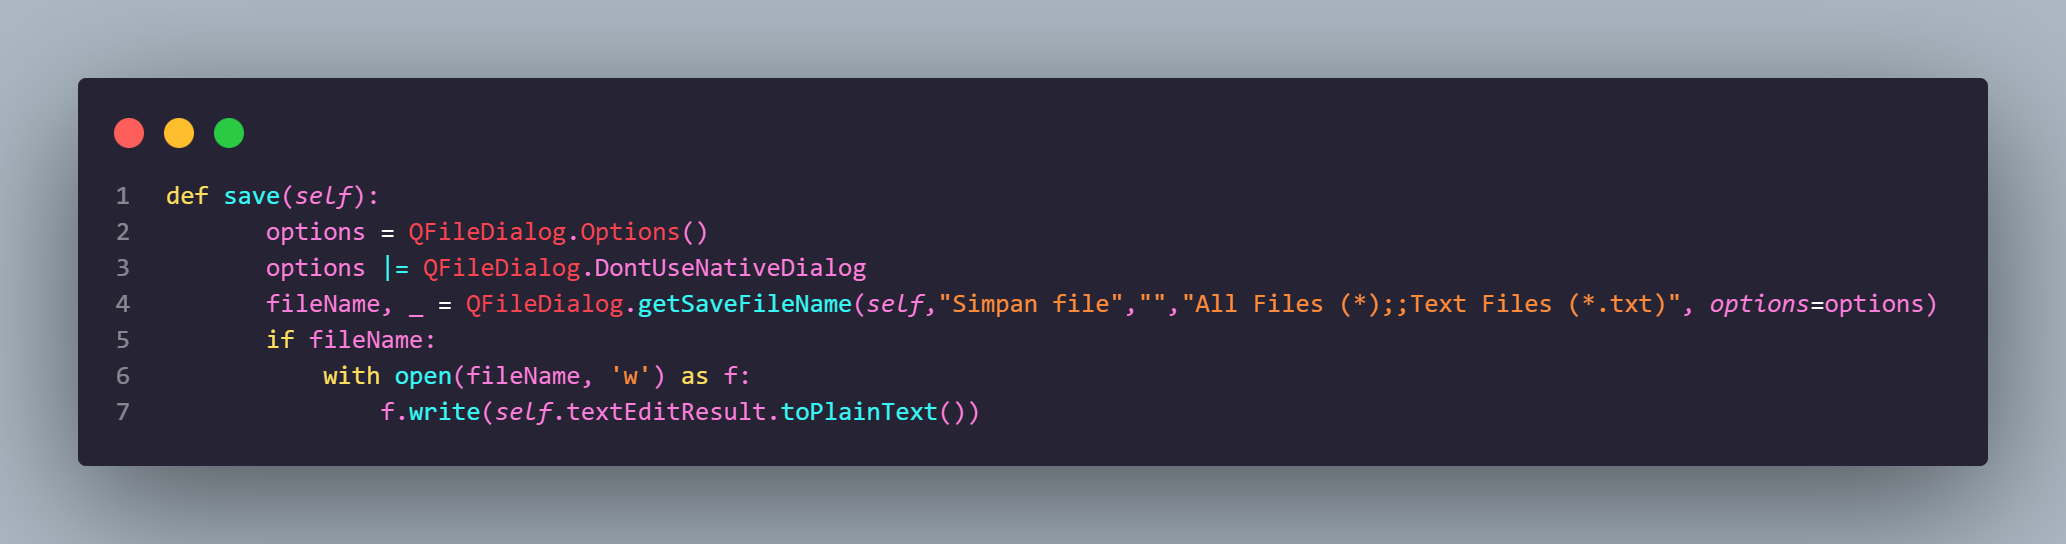 1 def save(self):
2 options = QFileDialog.Options()
3 options |= QFileDialog.DontUseNativeDialog
4 fileName, _ = QFileDialog.getSaveFileName(self,"Simpan file","","All Files (*);;Text Files (*.txt)", options=options)
5 if fileName:
6 with open(fileName, 'w') as f:
7 f.write(self.textEditResult.toPlainText())